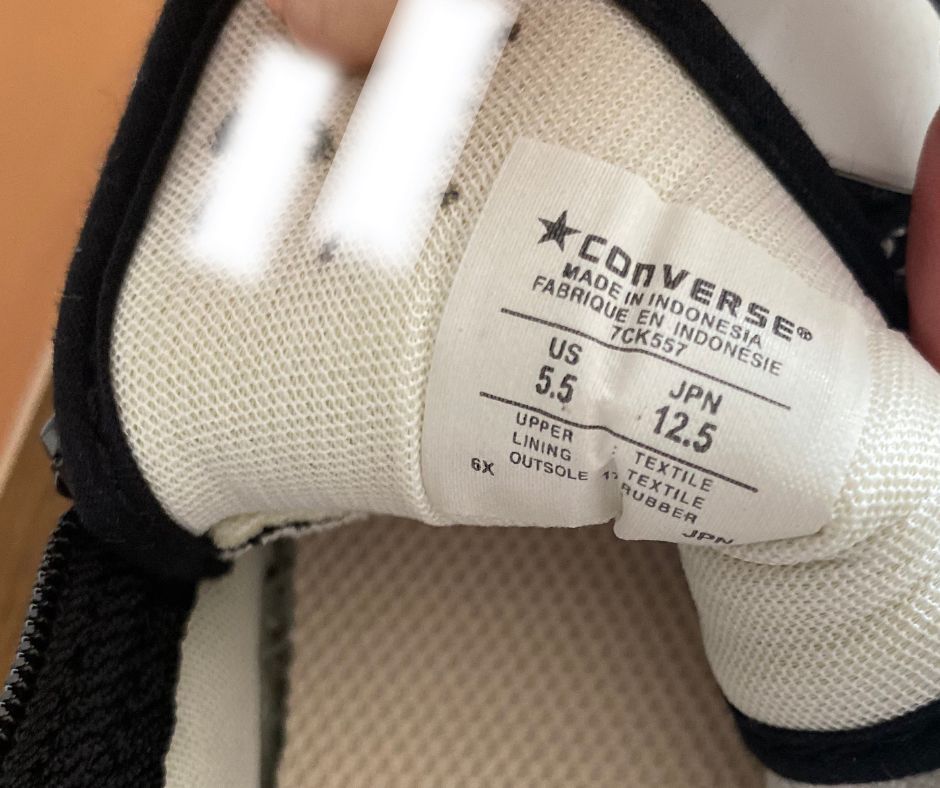 ★CONVERSE®
MADE IN INDONESIA
FABRIQUE EN INDONESIE
7CK557
US JPN
5.5 12.5
UPPER TEXTILE
LINING TEXTILE
6X OUTSOLE RUBBER
JPN